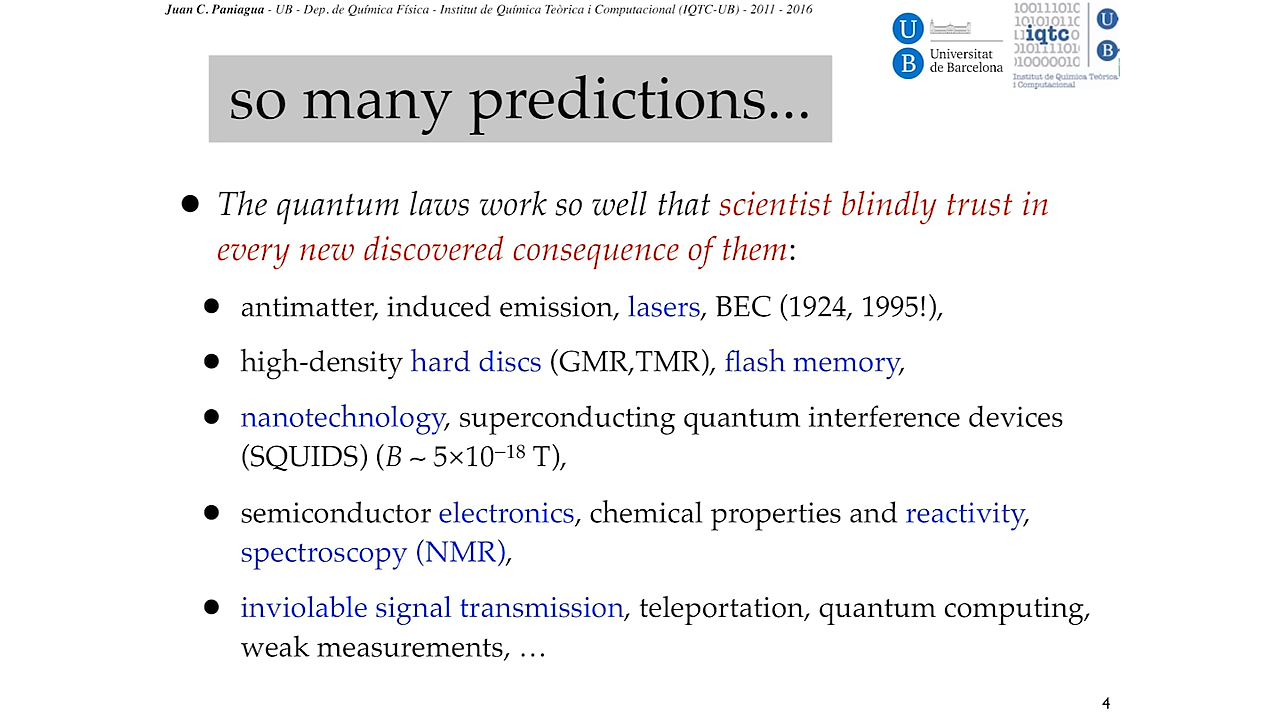 Juan C. Paniagua - UB - Dep. de Química Física - Institut de Química Teòrica i Computacional (IQTC-UB) - 2011 - 2016
U
B
Universitat
de Barcelona
10011101C
1010101 1C
iqtc
100000010
U
B
Institut de Química Teòrica
i Computacional
so many predictions...
• The quantum laws work so well that scientist blindly trust in
every new discovered consequence of them:
• antimatter, induced emission, lasers, BEC (1924, 1995!),
• high-density hard discs (GMR,TMR), flash memory,
• nanotechnology, superconducting quantum interference devices
(SQUIDS) (B ~ 5×10⁻¹⁸ T),
• semiconductor electronics, chemical properties and reactivity,
spectroscopy (NMR),
• inviolable signal transmission, teleportation, quantum computing,
weak measurements, …
4